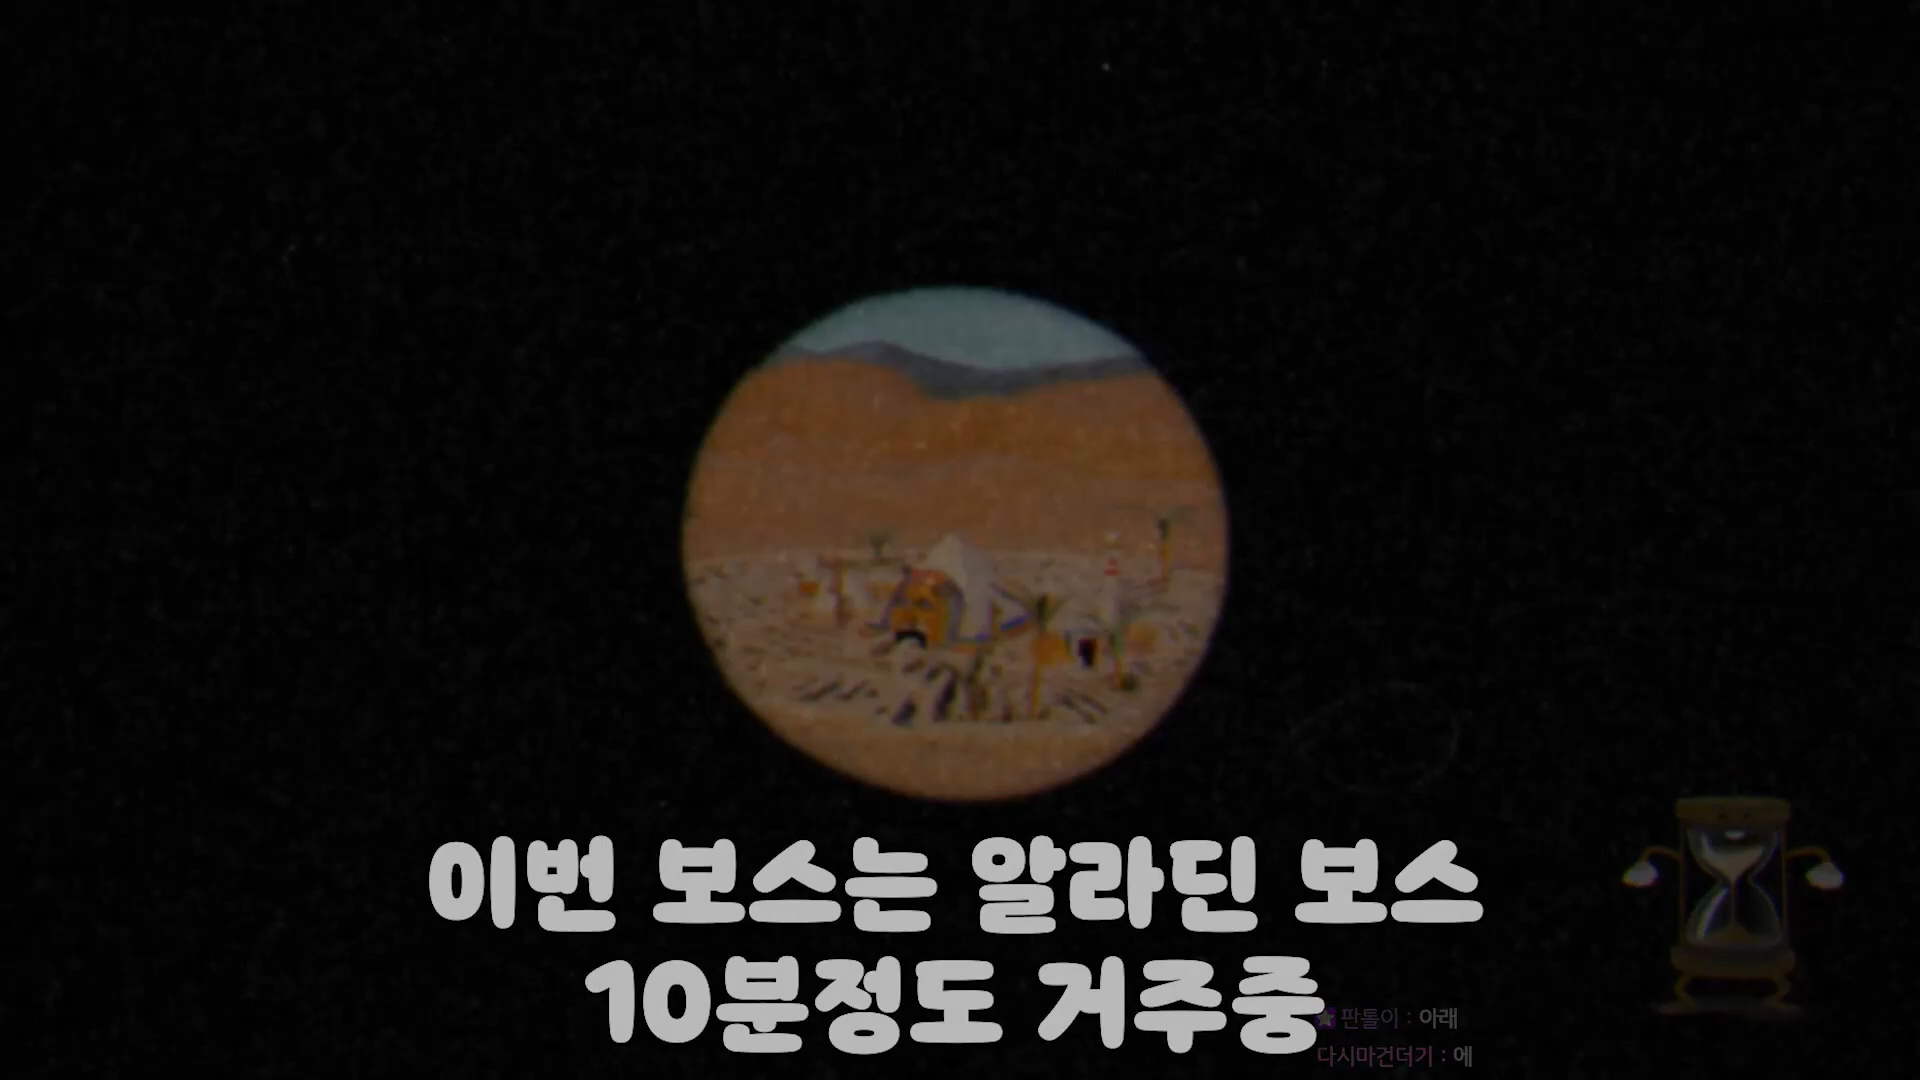 이번 보스는 알라딘 보스
10분정도 거주중
판틀이 : 아래
다시마건더기 : 에